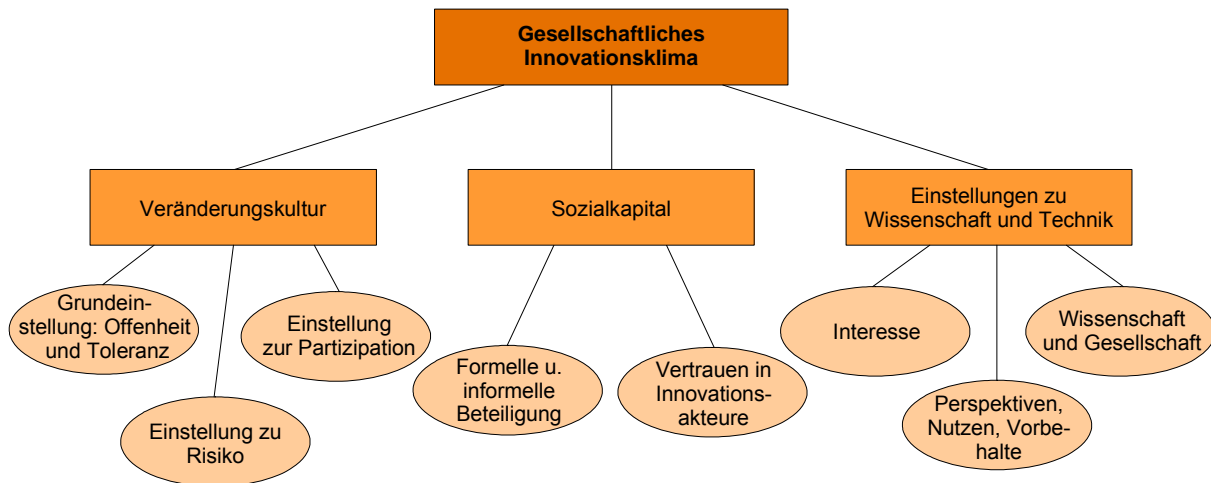 Gesellschaftliches
Innovationsklima
Veränderungskultur
Sozialkapital
Einstellungen zu
Wissenschaft und Technik
Grundein-
stellung: Offenheit
und Toleranz
Einstellung zu
Risiko
Einstellung
zur Partizipation
Formelle u.
informelle
Beteiligung
Vertrauen in
Innovations-
akteure
Interesse
Perspektiven,
Nutzen, Vorbe-
halte
Wissenschaft
und Gesellschaft